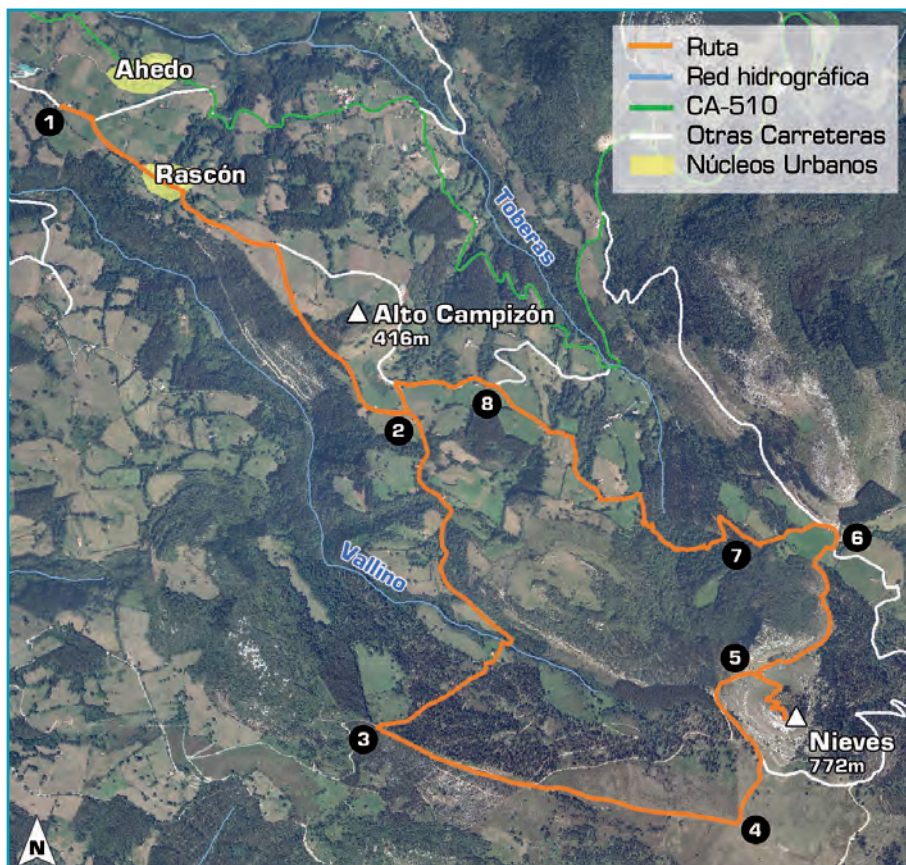 Ruta
Red hidrográfica
CA-510
Otras Carreteras
Núcleos Urbanos
Ahedo
1
Rascón
Toberas
Alto Campizón
416m
8
2
6
7
Vallino
5
3
Nieves
772m
4
N